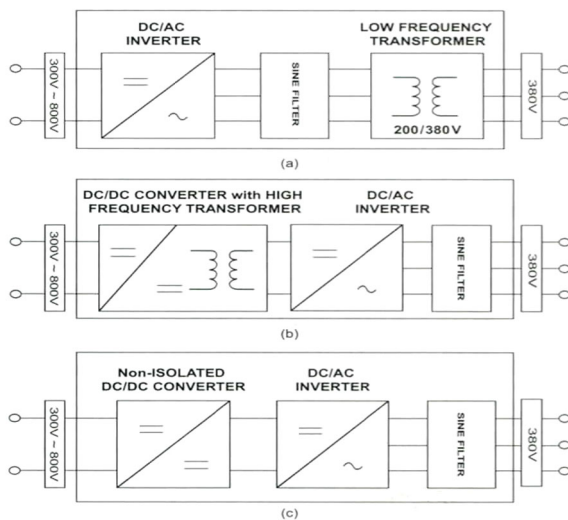 DC/AC
INVERTER
LOW FREQUENCY
TRANSFORMER
300V ~ 800V
SINE FILTER
200/380V
380V
(a)
DC/DC CONVERTER with HIGH
FREQUENCY TRANSFORMER
DC/AC
INVERTER
300V ~ 800V
SINE FILTER
380V
(b)
Non-ISOLATED
DC/DC CONVERTER
DC/AC
INVERTER
300V ~ 800V
SINE FILTER
380V
(c)